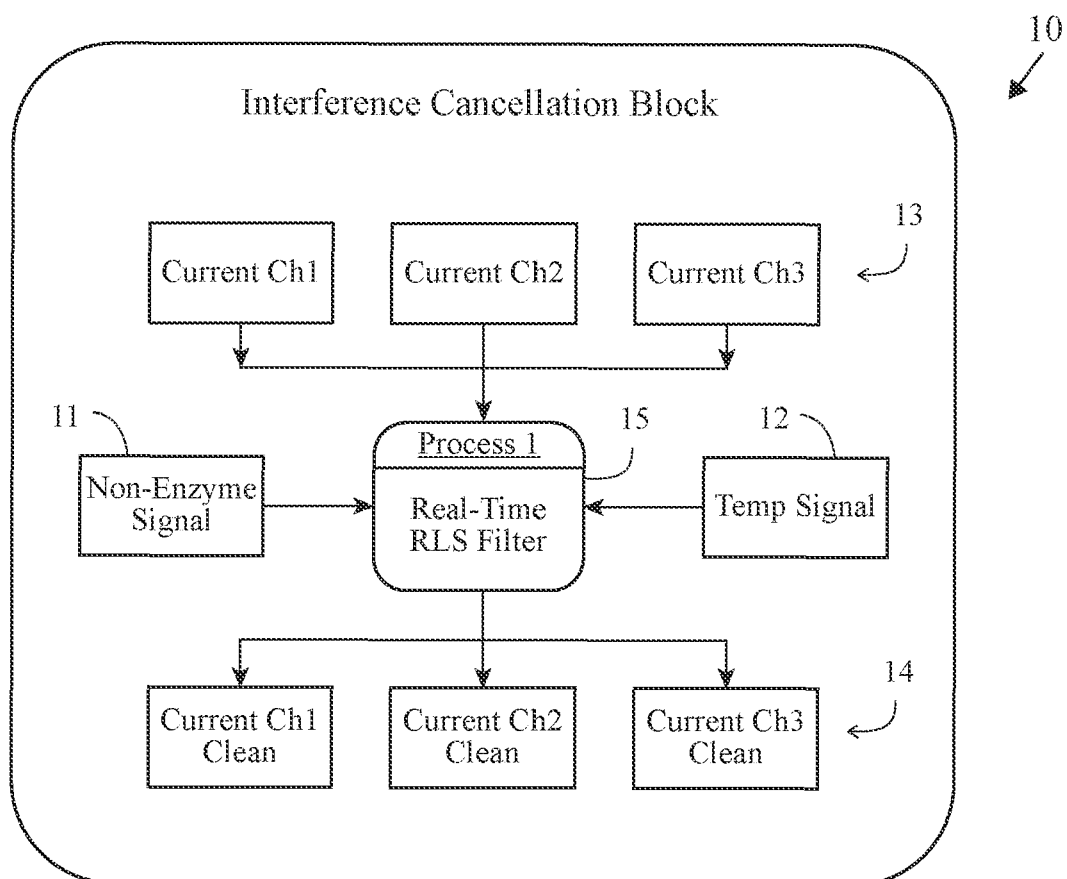 10
Interference Cancellation Block
13
Current Ch1
Current Ch2
Current Ch3
11
Process 1
15
12
Non-Enzyme
Signal
Real-Time
RLS Filter
Temp Signal
14
Current Ch1
Clean
Current Ch2
Clean
Current Ch3
Clean